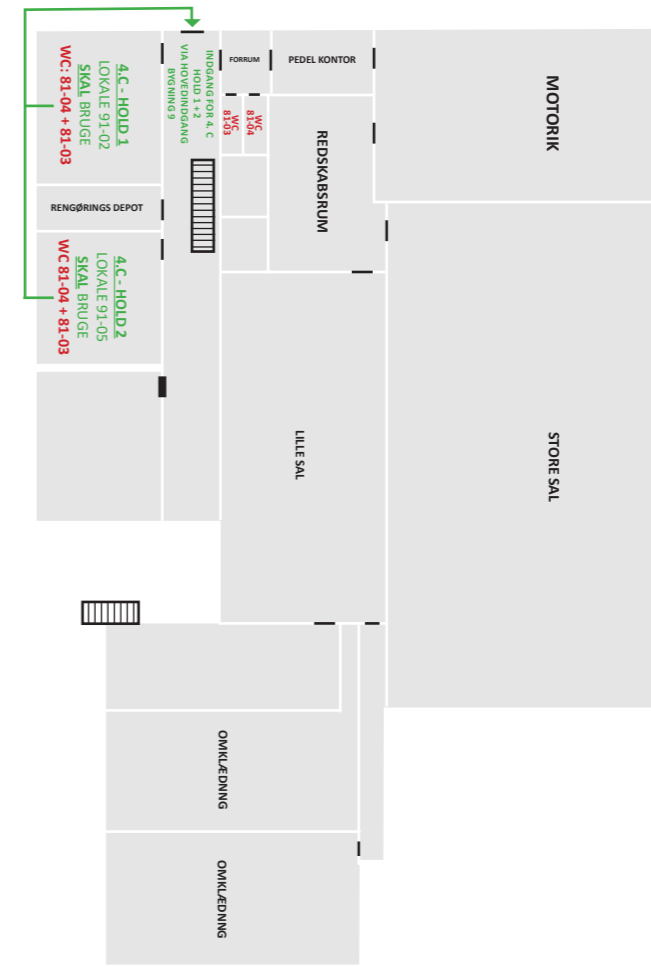 4.C - HOLD 1
LOKALE 91-02
SKAL BRUGE
WC: 81-04 + 81-03
INDGANG FOR 4. C
HOLD 1 + 2
VIA HOVEDINDGANG
BYGNING 9
FORRUM
PEDEL KONTOR
MOTORIK
WC
81-03
WC
81-04
REDSKABSRUM
RENGØRINGS DEPOT
4.C - HOLD 2
LOKALE 91-05
SKAL BRUGE
WC 81-04 + 81-03
LILLE SAL
STORE SAL
OMKLÆDNNG
OMKLÆDNNG